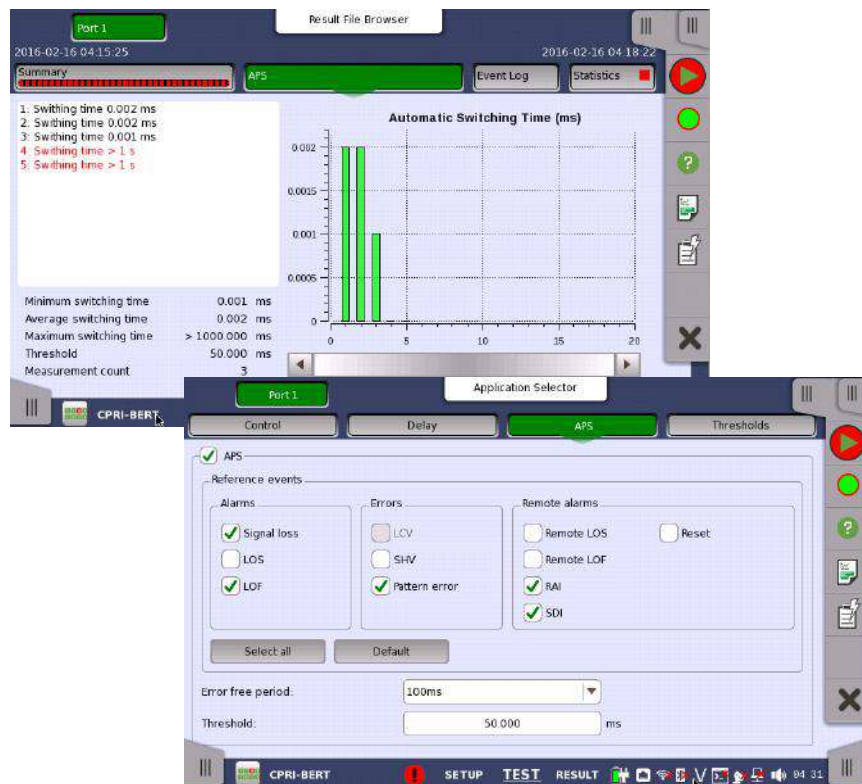 Port 1
Result File Browser
2016-02-16 04:15:25
2016-02-16 04:18:22
Summary
APS
Event Log
Statistics
1: Swithing time 0.002 ms
2: Swithing time 0.002 ms
3: Swithing time 0.001 ms
4: Swithing time > 1 s
5: Swithing time > 1 s
Automatic Switching Time (ms)
0.002
0.0015
0.001
0.0005
0
0 5 10 15 20
Minimum switching time 0.001 ms
Average switching time 0.002 ms
Maximum switching time > 1000.000 ms
Threshold 50.000 ms
Measurement count 3
CPRI-BERT
Port 1
Application Selector
Control
Delay
APS
Thresholds
APS
Reference events
Alarms
Signal loss
LOS
LOF
Errors
LCV
SHV
Pattern error
Remote alarms
Remote LOS
Reset
Remote LOF
RAI
SDI
Select all
Default
Error free period: 100ms
Threshold: 50.000 ms
CPRI-BERT
SETUP TEST RESULT
04 31